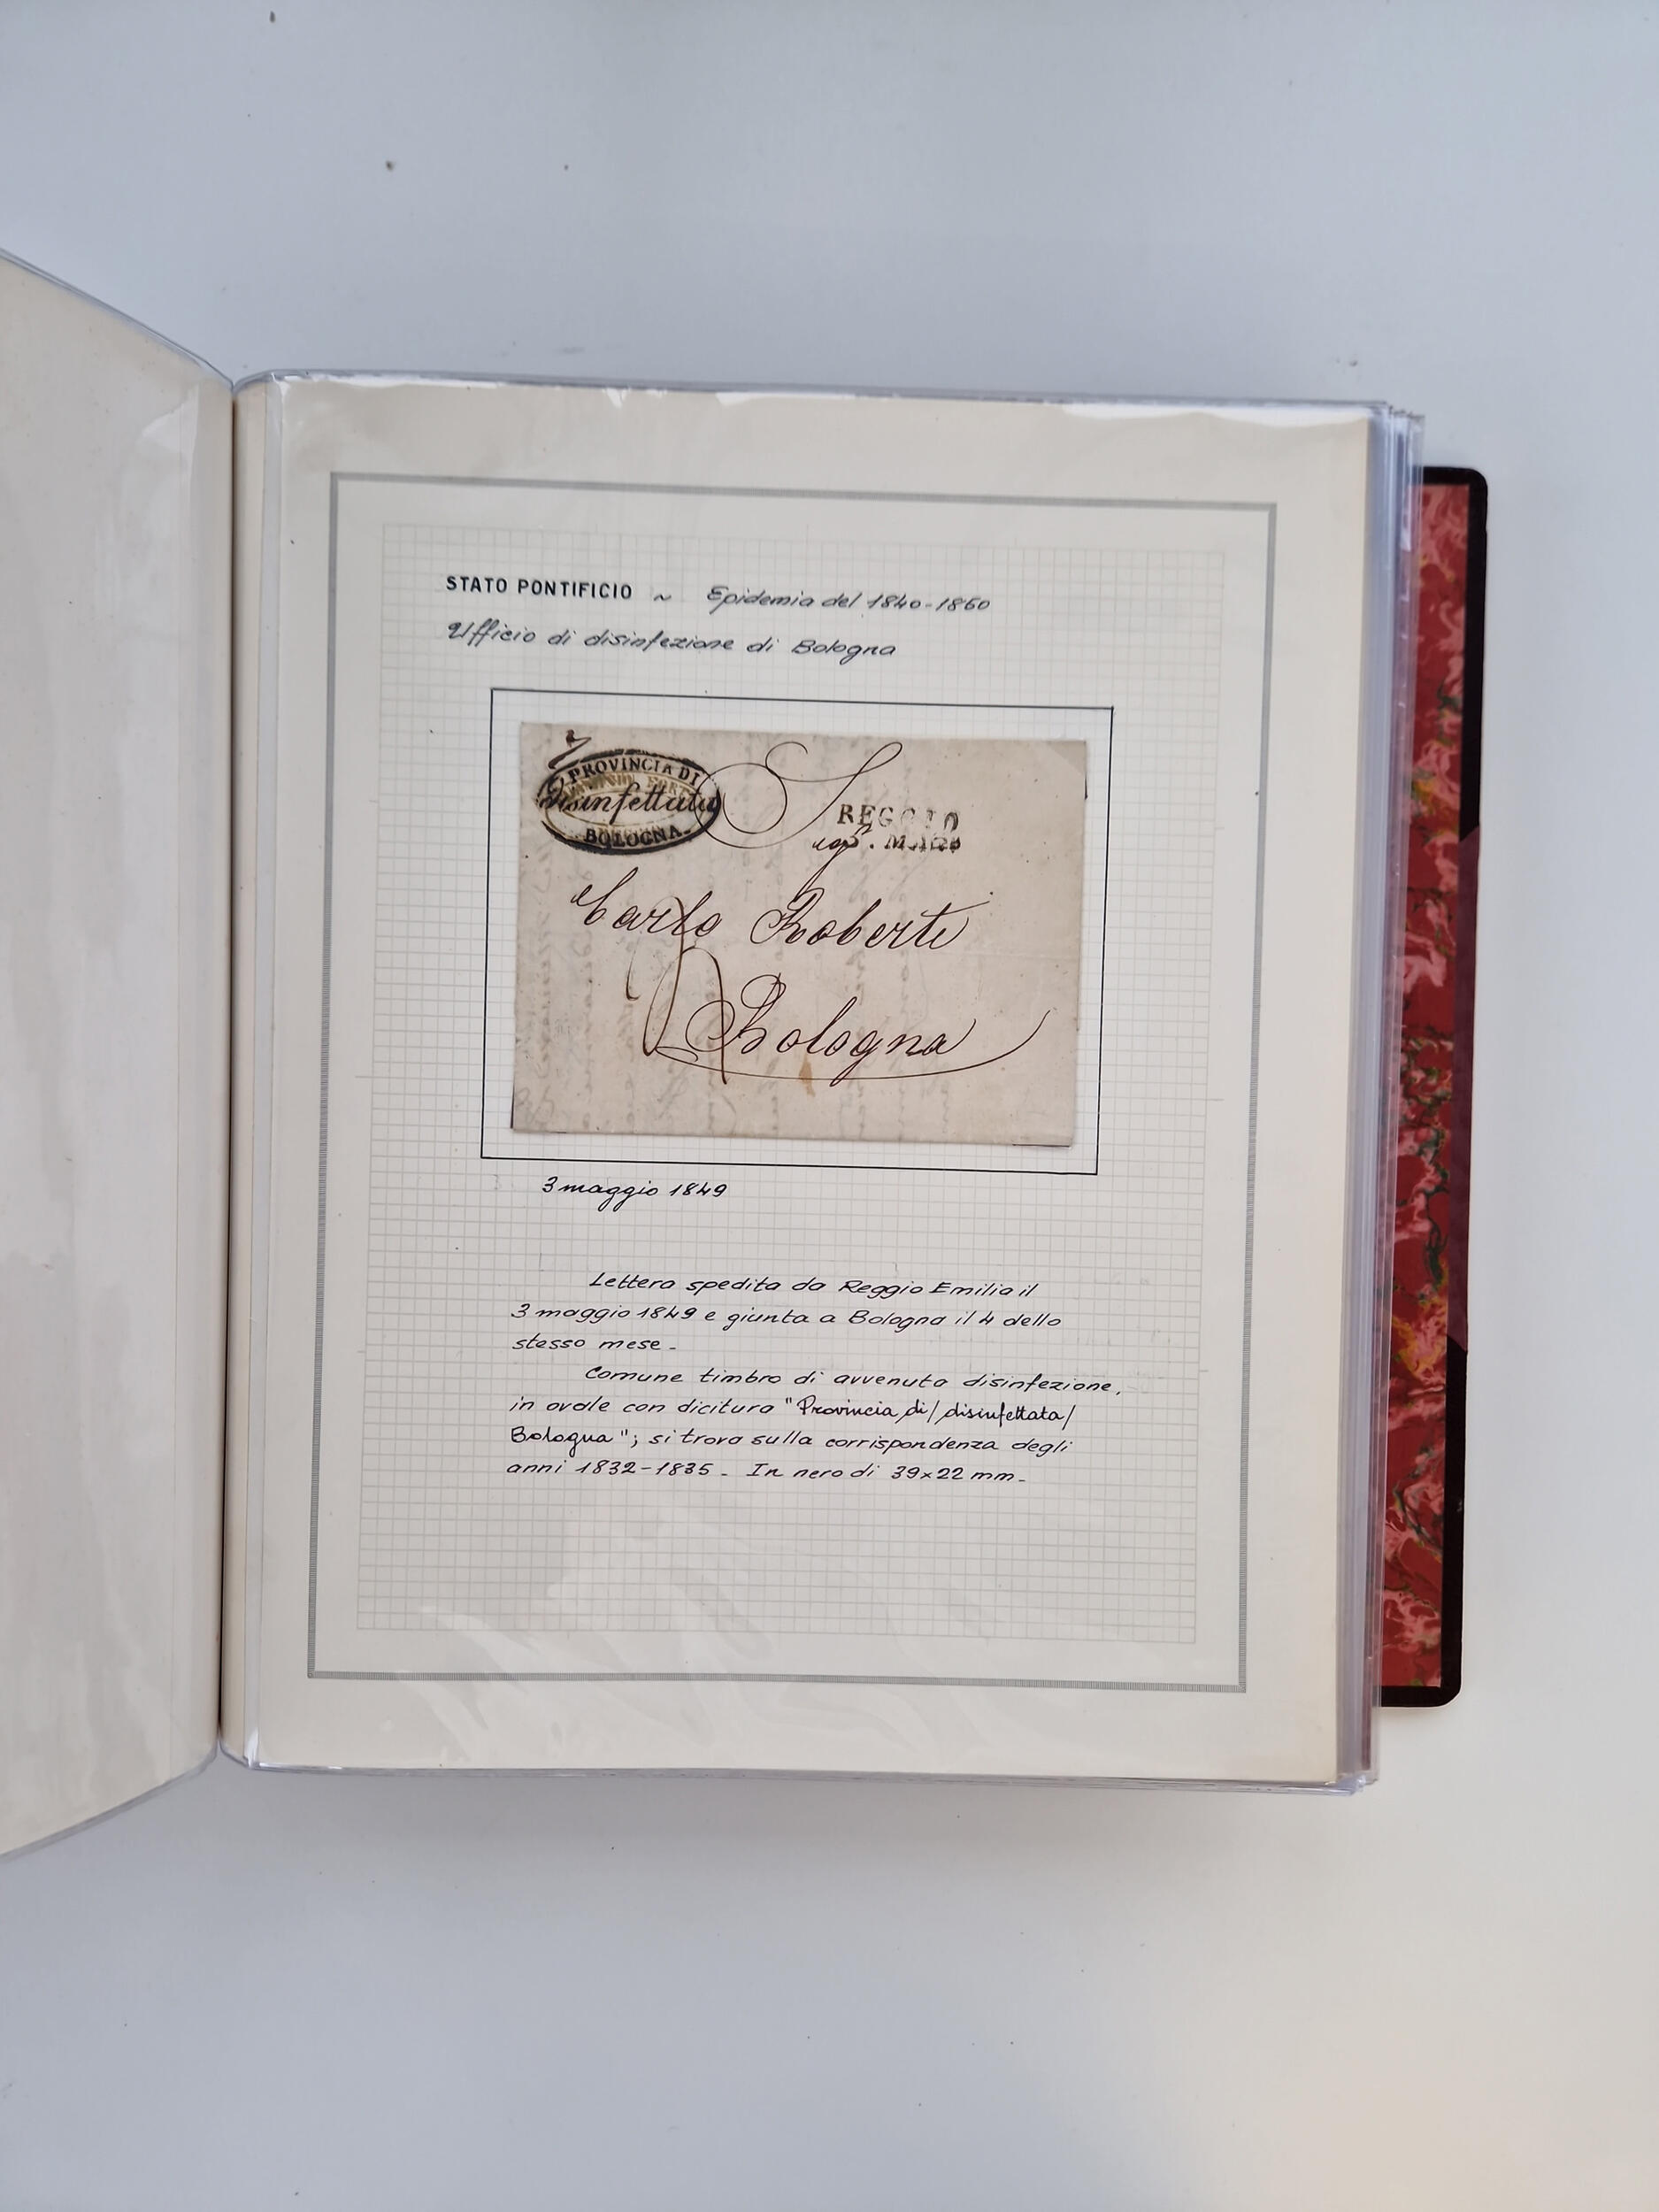 STATO PONTIFICIO ~ Epidemia del 1840-1860
Ufficio di disinfezione di Bologna
PROVINCIA DI
disinfettata
BOLOGNA
REGGIO
3. MAG
Carlo Roberti
Bologna
3 maggio 1849
Lettera spedita da Reggio Emilia il
3 maggio 1849 e giunta a Bologna il 4 dello
stesso mese -
Comune timbro di avvenuta disinfezione,
in ovale con dicitura "Provincia di/disinfettata/
Bologna"; si trova sulla corrispondenza degli
anni 1832-1835 - In nero di 39x22 mm -